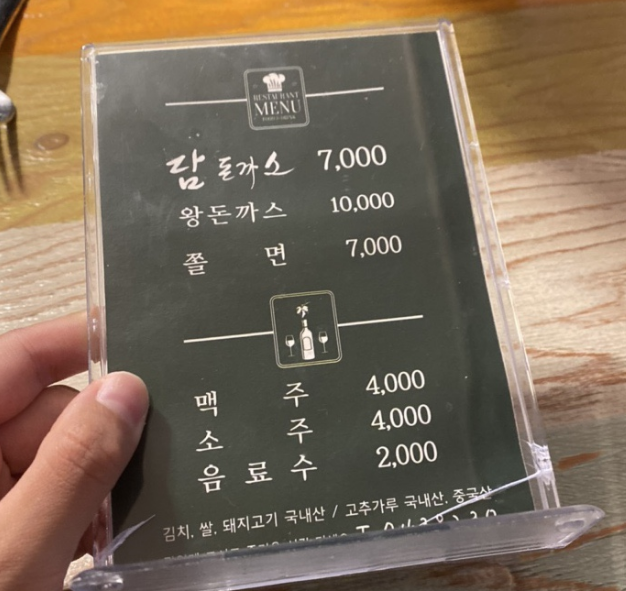 RESTAURANT
MENU
담 돈까스 7,000
왕돈까스 10,000
쫄 면 7,000
맥 주 4,000
소 주 4,000
음 료 수 2,000
김치, 쌀, 돼지고기 국내산 / 고추가루 국내산, 중국산